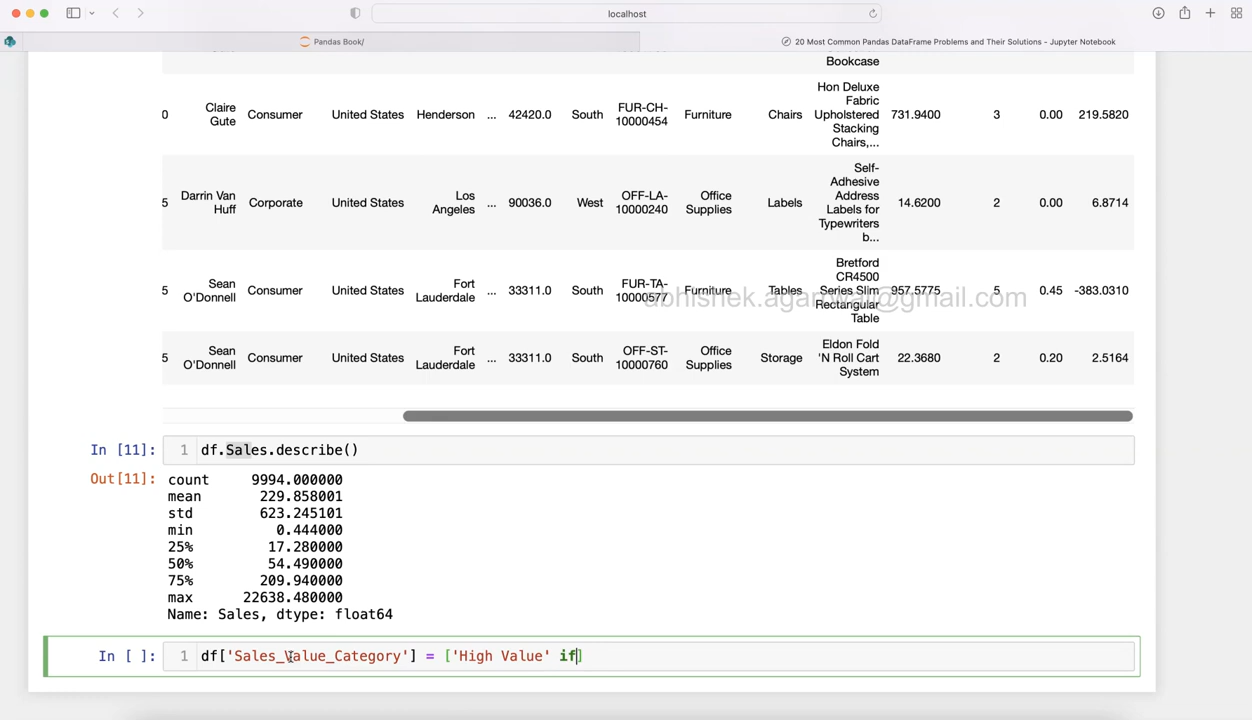 localhost
Pandas Book/
20 Most Common Pandas DataFrame Problems and Their Solutions - Jupyter Notebook
Bookcase
0 Claire Gute Consumer United States Henderson ... 42420.0 South FUR-CH-10000454 Furniture Chairs Hon Deluxe Fabric Upholstered Stacking Chairs,... 731.9400 3 0.00 219.5820
5 Darrin Van Huff Corporate United States Los Angeles ... 90036.0 West OFF-LA-10000240 Office Supplies Labels Self-Adhesive Address Labels for Typewriters b... 14.6200 2 0.00 6.8714
5 Sean O'Donnell Consumer United States Fort Lauderdale ... 33311.0 South FUR-TA-10000577 Furniture Tables Bretford CR4500 Series Slim Rectangular Table 957.5775 5 0.45 -383.0310
abhishek.agarwal@gmail.com
5 Sean O'Donnell Consumer United States Fort Lauderdale ... 33311.0 South OFF-ST-10000760 Office Supplies Storage Eldon Fold 'N Roll Cart System 22.3680 2 0.20 2.5164
In [11]: 1 df.Sales.describe()
Out[11]: count 9994.000000
mean 229.858001
std 623.245101
min 0.444000
25% 17.280000
50% 54.490000
75% 209.940000
max 22638.480000
Name: Sales, dtype: float64
In [ ]: 1 df['Sales_Value_Category'] = ['High Value' if]